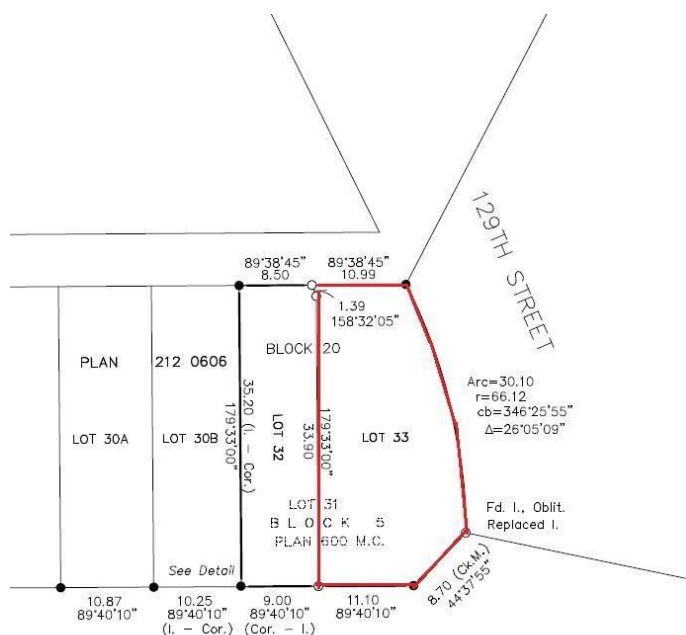 129TH STREET
89°38'45"
8.50
89°38'45"
10.99
1.39
158°32'05"
BLOCK 20
PLAN
212 0606
Arc=30.10
r=66.12
cb=346°25'55"
Δ=26°05'09"
35.20 (I. - Cor.)
179°33'00"
LOT 32
179°33'00"
33.90
LOT 30A
LOT 30B
LOT 33
LOT 31
BLOCK 5
PLAN 600 M.C.
Fd. I., Oblit.
Replaced I.
See Detail
8.70 (Ck.M.)
44°37'55"
10.87
89°40'10"
10.25
89°40'10"
(I. - Cor.)
9.00
89°40'10"
(Cor. - I.)
11.10
89°40'10"